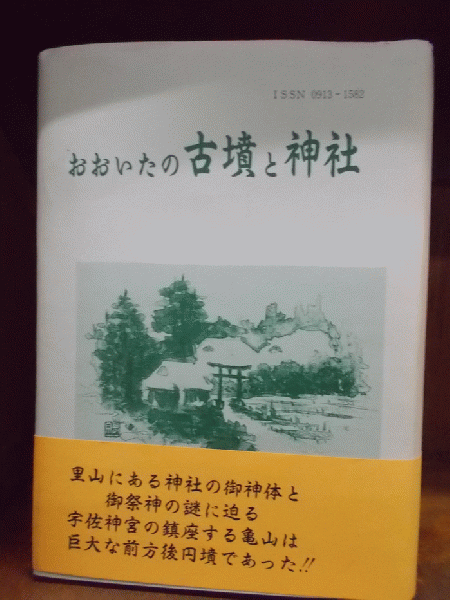 ISSN 0913-1562
おおいたの古墳と神社
里山にある神社の御神体と
御祭神の謎に迫る
宇佐神宮の鎮座する亀山は
巨大な前方後円墳であった!!